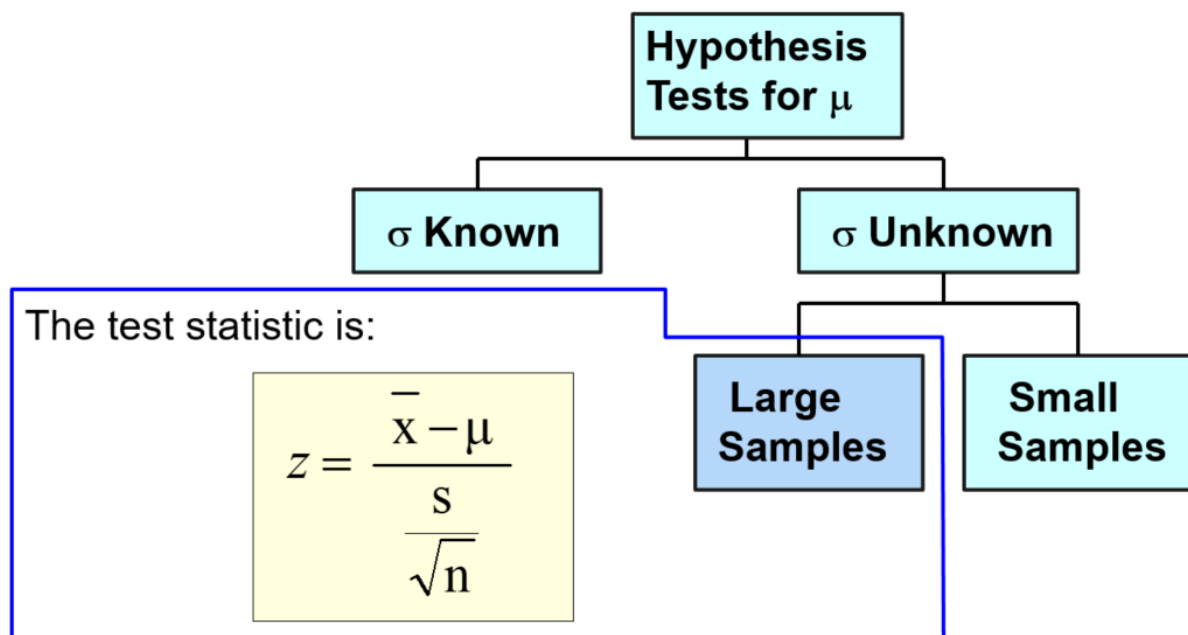 Hypothesis
Tests for μ
σ Known
σ Unknown
The test statistic is:
Large
Samples
Small
Samples
z = (x̄ − μ) / (s / √n)